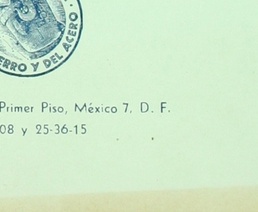 ERRO Y DEL ACERO ·
Primer Piso, México 7, D. F.
08 y 25-36-15